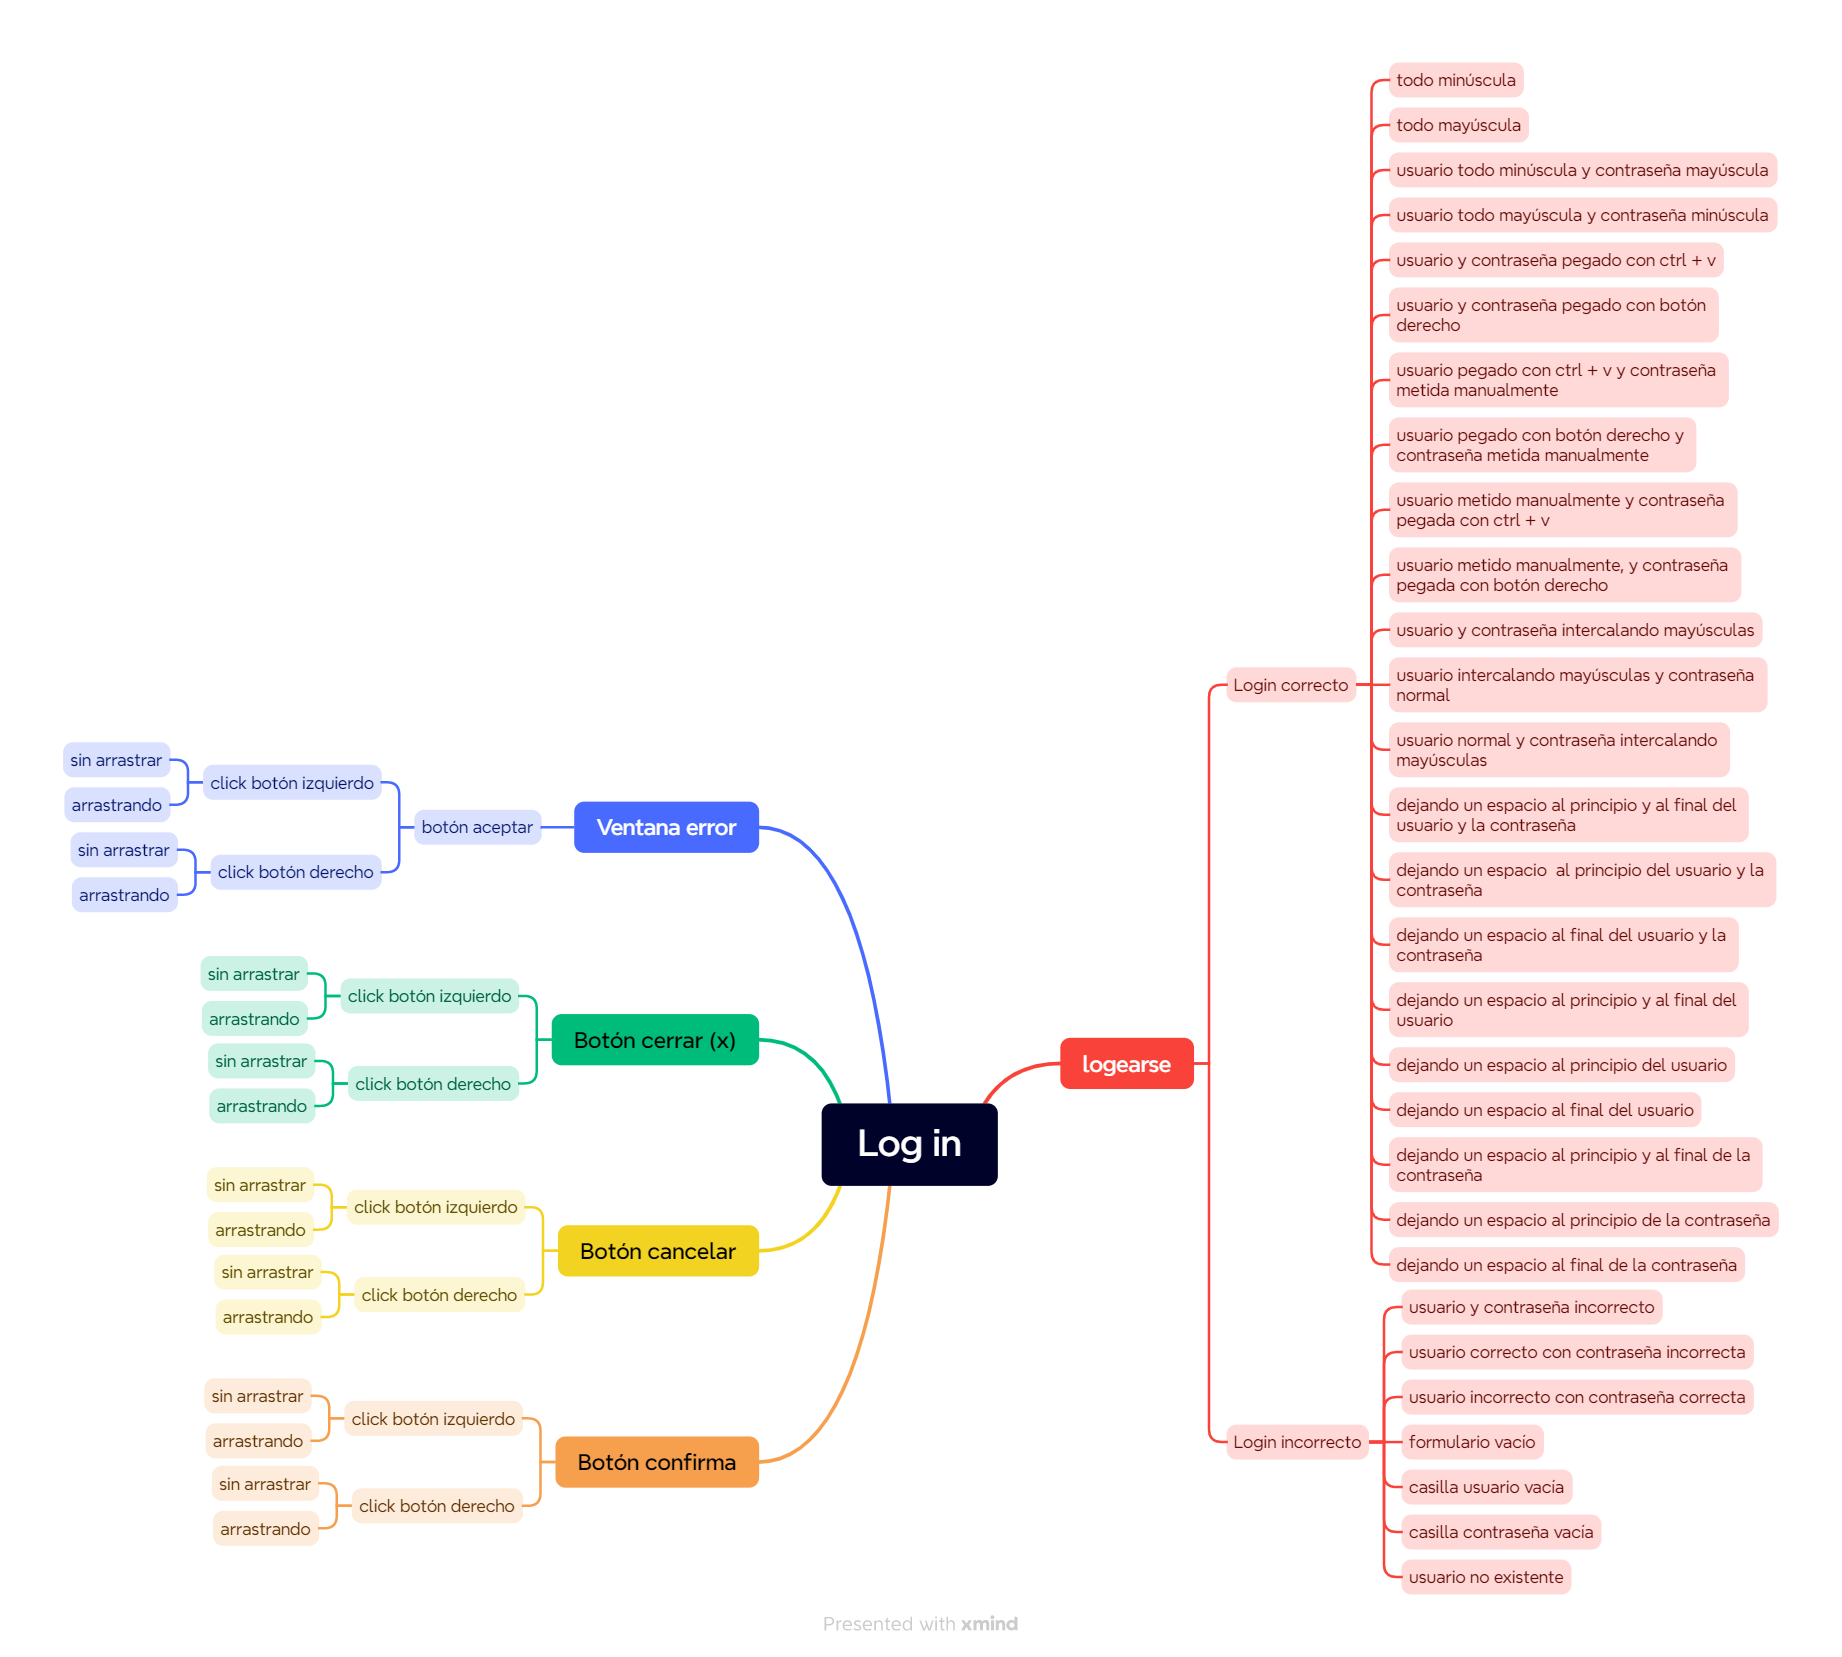 Log in
logearse
Login correcto
todo minúscula
todo mayúscula
usuario todo minúscula y contraseña mayúscula
usuario todo mayúscula y contraseña minúscula
usuario y contraseña pegado con ctrl + v
usuario y contraseña pegado con botón
derecho
usuario pegado con ctrl + v y contraseña
metida manualmente
usuario pegado con botón derecho y
contraseña metida manualmente
usuario metido manualmente y contraseña
pegada con ctrl + v
usuario metido manualmente, y contraseña
pegada con botón derecho
usuario y contraseña intercalando mayúsculas
usuario intercalando mayúsculas y contraseña
normal
usuario normal y contraseña intercalando
mayúsculas
dejando un espacio al principio y al final del
usuario y la contraseña
dejando un espacio  al principio del usuario y la
contraseña
dejando un espacio al final del usuario y la
contraseña
dejando un espacio al principio y al final del
usuario
dejando un espacio al principio del usuario
dejando un espacio al final del usuario
dejando un espacio al principio y al final de la
contraseña
dejando un espacio al principio de la contraseña
dejando un espacio al final de la contraseña
Login incorrecto
usuario y contraseña incorrecto
usuario correcto con contraseña incorrecta
usuario incorrecto con contraseña correcta
formulario vacío
casilla usuario vacía
casilla contraseña vacía
usuario no existente
Ventana error
botón aceptar
click botón izquierdo
sin arrastrar
arrastrando
click botón derecho
sin arrastrar
arrastrando
Botón cerrar (x)
click botón izquierdo
sin arrastrar
arrastrando
click botón derecho
sin arrastrar
arrastrando
Botón cancelar
click botón izquierdo
sin arrastrar
arrastrando
click botón derecho
sin arrastrar
arrastrando
Botón confirma
click botón izquierdo
sin arrastrar
arrastrando
click botón derecho
sin arrastrar
arrastrando
Presented with xmind